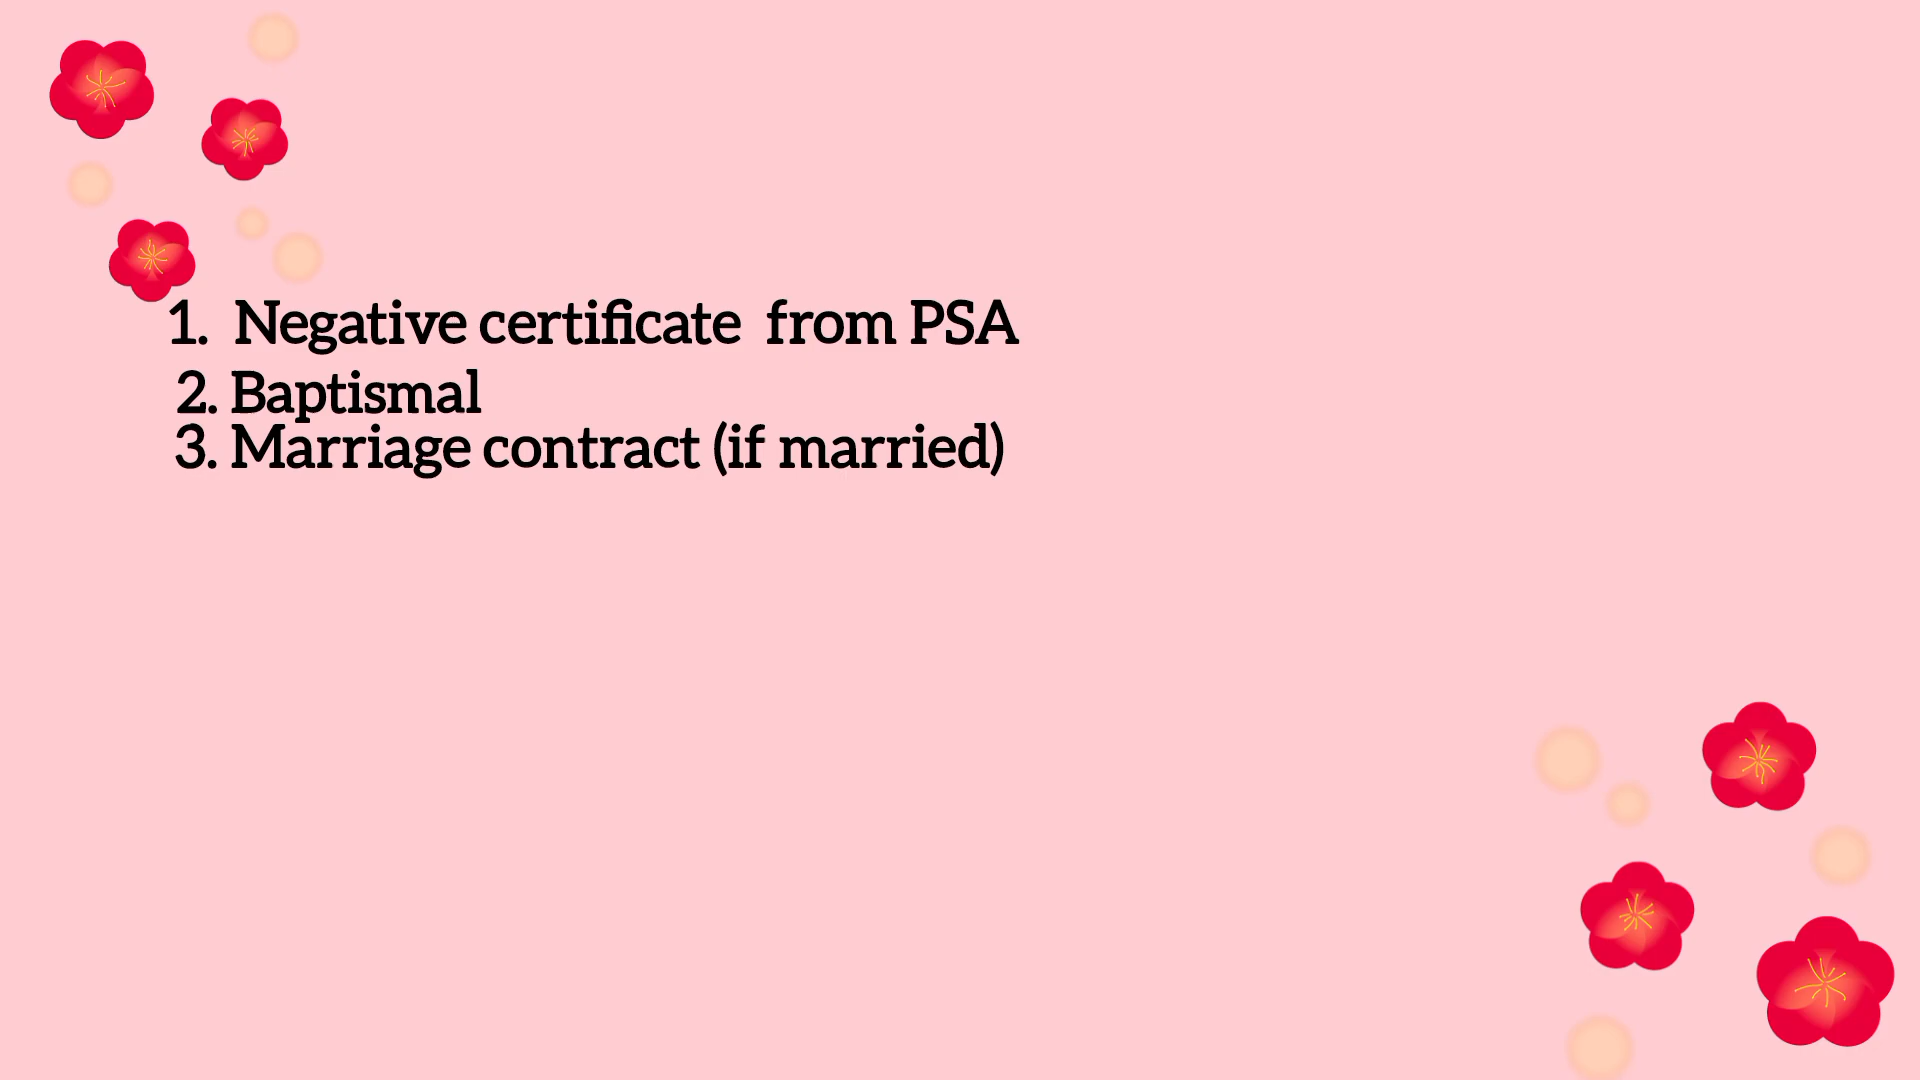 1. Negative certificate from PSA
2. Baptismal
3. Marriage contract (if married)